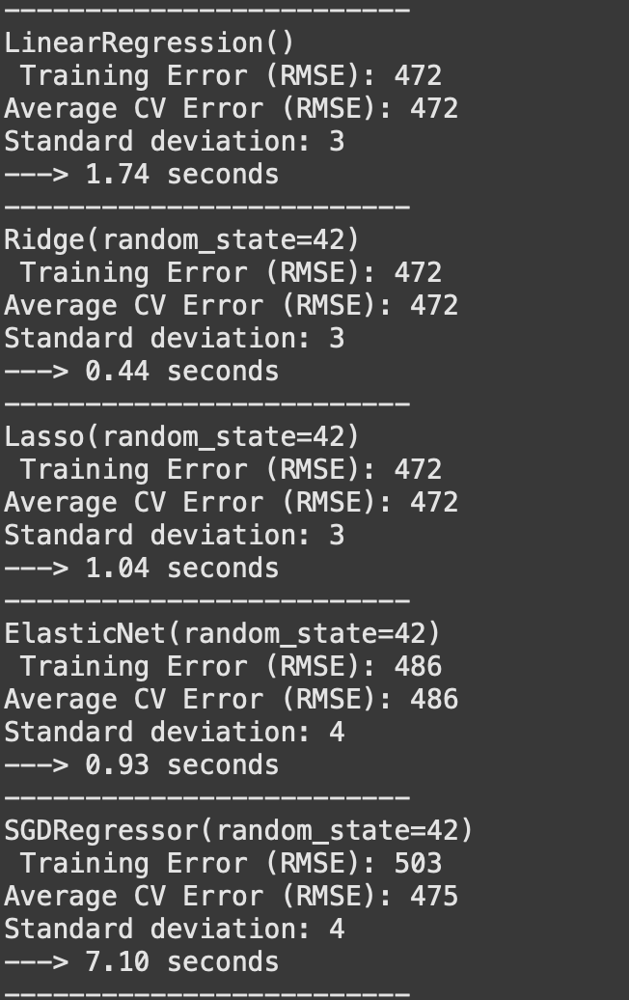 -------------------------
LinearRegression()
 Training Error (RMSE): 472
Average CV Error (RMSE): 472
Standard deviation: 3
---> 1.74 seconds
-------------------------
Ridge(random_state=42)
 Training Error (RMSE): 472
Average CV Error (RMSE): 472
Standard deviation: 3
---> 0.44 seconds
-------------------------
Lasso(random_state=42)
 Training Error (RMSE): 472
Average CV Error (RMSE): 472
Standard deviation: 3
---> 1.04 seconds
-------------------------
ElasticNet(random_state=42)
 Training Error (RMSE): 486
Average CV Error (RMSE): 486
Standard deviation: 4
---> 0.93 seconds
-------------------------
SGDRegressor(random_state=42)
 Training Error (RMSE): 503
Average CV Error (RMSE): 475
Standard deviation: 4
---> 7.10 seconds
-------------------------